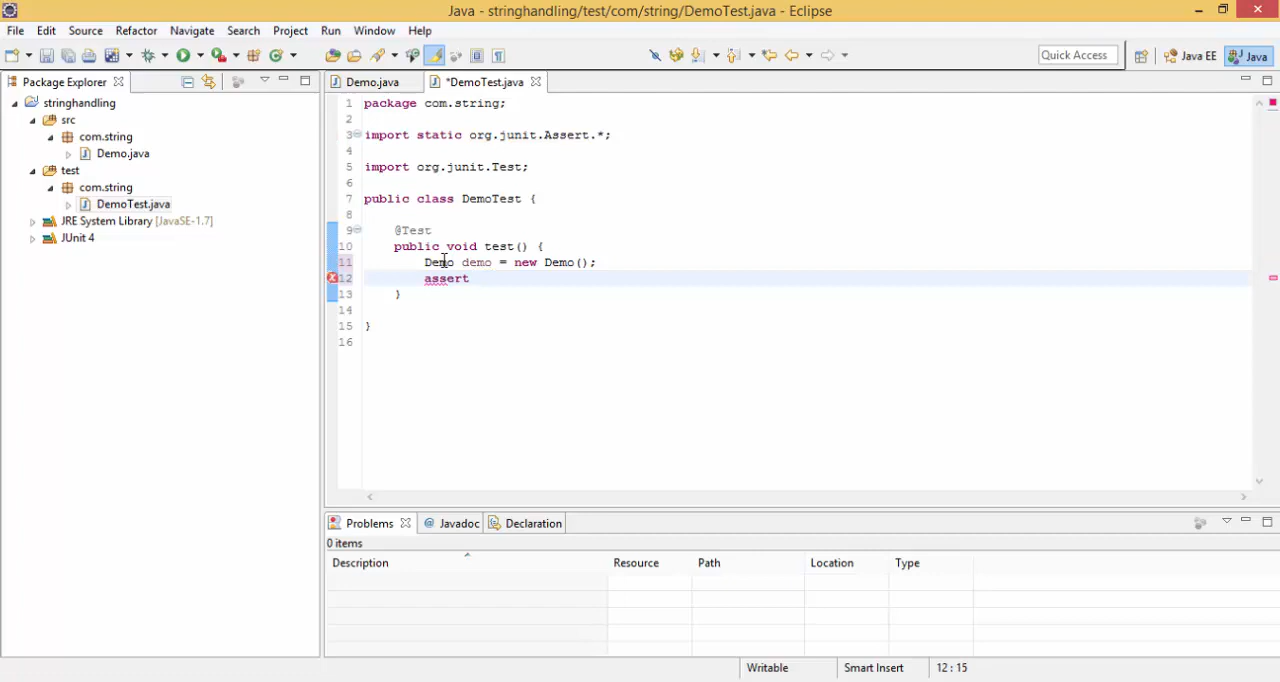 Java - stringhandling/test/com/string/DemoTest.java - Eclipse
File Edit Source Refactor Navigate Search Project Run Window Help
Quick Access Java EE Java
Package Explorer
Demo.java *DemoTest.java
stringhandling
src
com.string
Demo.java
test
com.string
DemoTest.java
JRE System Library [JavaSE-1.7]
JUnit 4
1 package com.string;
2
3 import static org.junit.Assert.*;
4
5 import org.junit.Test;
6
7 public class DemoTest {
8
9 @Test
10 public void test() {
11 Demo demo = new Demo();
12 assert
13 }
14
15 }
16
Problems Javadoc Declaration
0 items
Description Resource Path Location Type
Writable Smart Insert 12 : 15